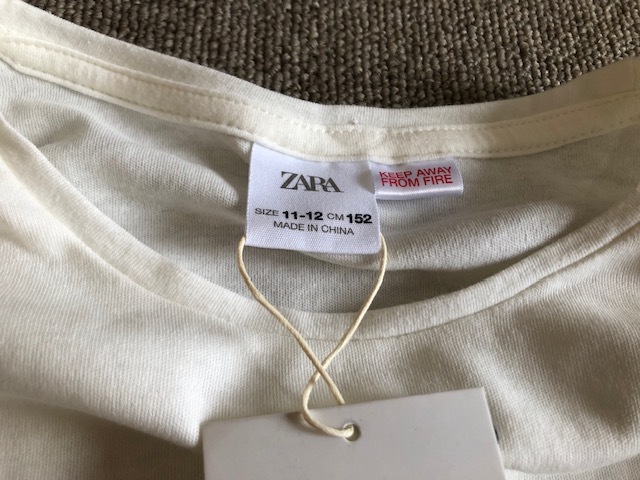 ZARA
SIZE 11-12 CM 152
MADE IN CHINA
KEEP AWAY
FROM FIRE